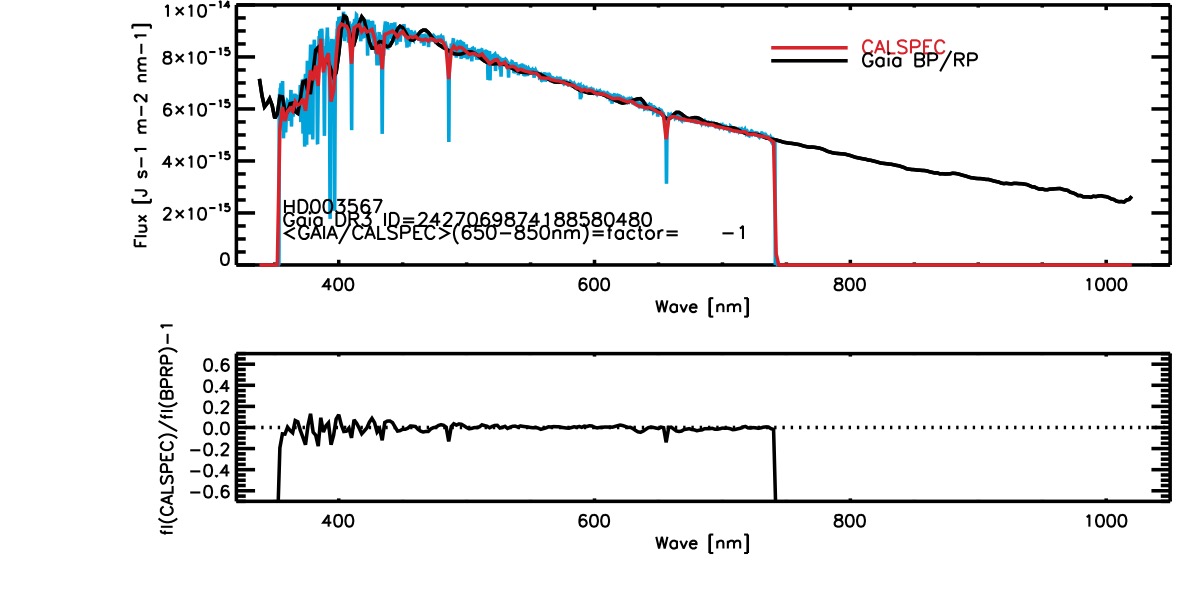 1×10⁻¹⁴
8×10⁻¹⁵
6×10⁻¹⁵
4×10⁻¹⁵
2×10⁻¹⁵
0
Flux [J s−1 m−2 nm−1]
CALSPEC
Gaia BP/RP
HD003567
Gaia DR3 ID=2427069874188580480
<GAIA/CALSPEC>(650−850nm)=factor= −1
400 600 800 1000
Wave [nm]
fl(CALSPEC)/fl(BPRP)−1
0.6
0.4
0.2
0.0
−0.2
−0.4
−0.6
400 600 800 1000
Wave [nm]